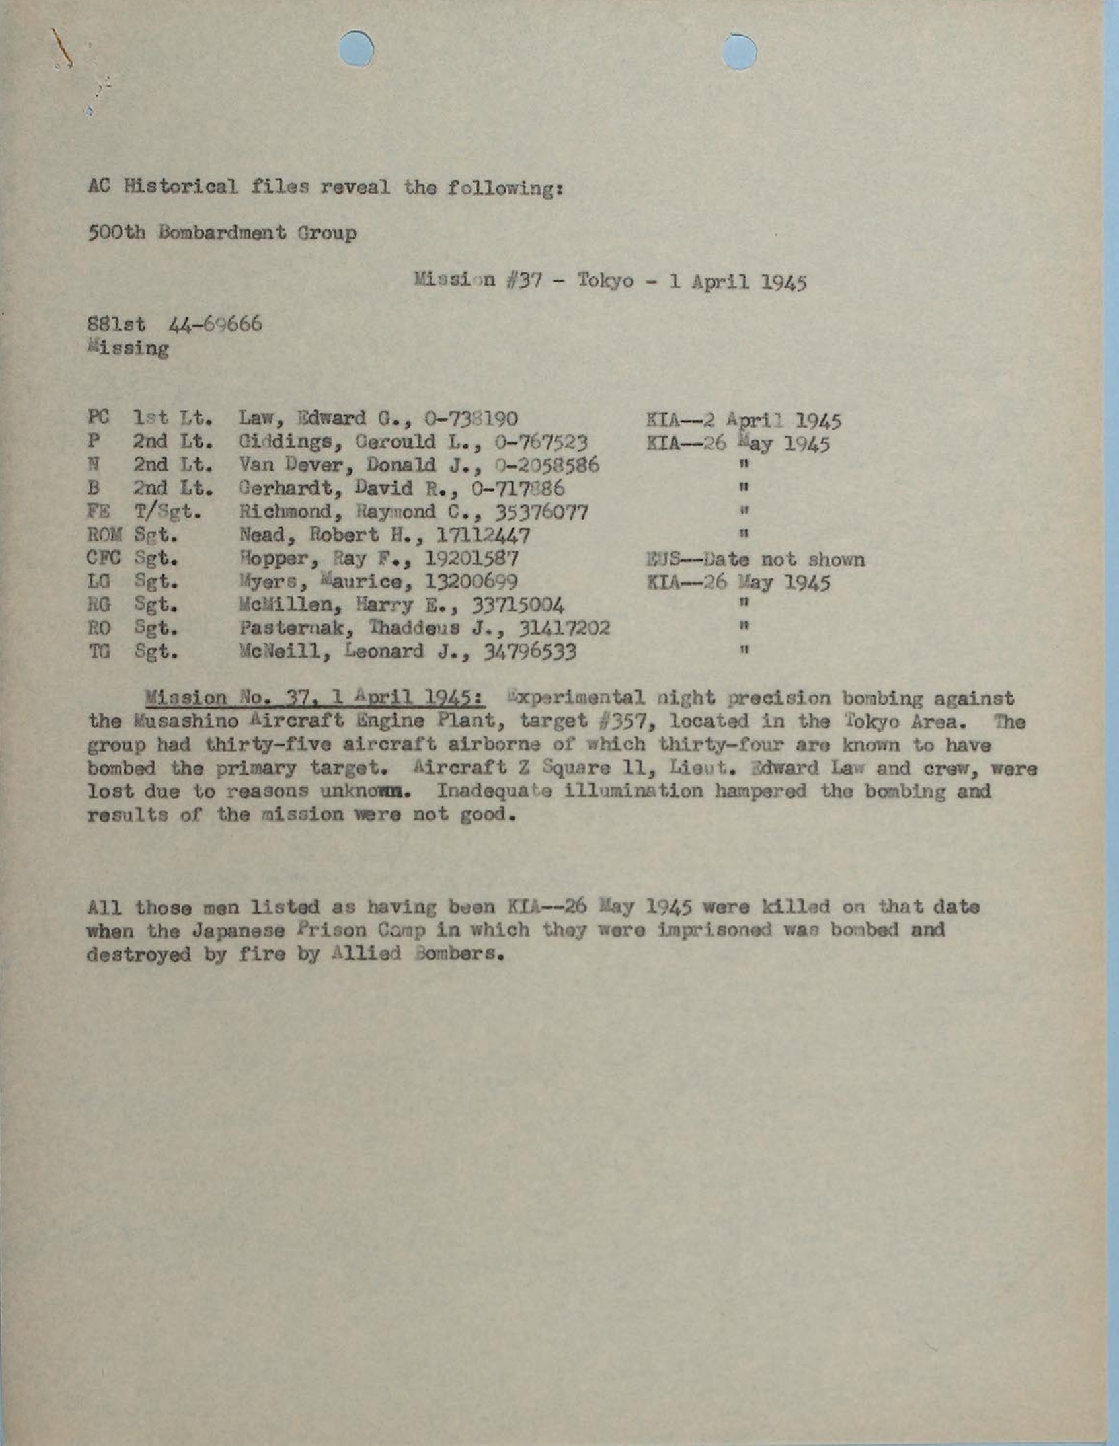 AC Historical files reveal the following:
500th Bombardment Group
Mission #37 - Tokyo - 1 April 1945
881st 44-69666
Missing
PC 1st Lt. Law, Edward G., 0-738190 KIA--2 April 1945
P 2nd Lt. Giddings, Gerould L., 0-767523 KIA--26 May 1945
N 2nd Lt. Van Dever, Donald J., 0-2058586 "
B 2nd Lt. Gerhardt, David R., 0-717886 "
FE T/Sgt. Richmond, Raymond C., 35376077 "
ROM Sgt. Nead, Robert H., 17112447 "
CFC Sgt. Hopper, Ray F., 19201587 EUS--Date not shown
LG Sgt. Myers, Maurice, 13200699 KIA--26 May 1945
RG Sgt. McMillen, Harry E., 33715004 "
RO Sgt. Pasternak, Thaddeus J., 31417202 "
TG Sgt. McNeill, Leonard J., 34796533 "
Mission No. 37, 1 April 1945: Experimental night precision bombing against
the Musashino Aircraft Engine Plant, target #357, located in the Tokyo Area. The
group had thirty-five aircraft airborne of which thirty-four are known to have
bombed the primary target. Aircraft Z Square 11, Lieut. Edward Law and crew, were
lost due to reasons unknown. Inadequate illumination hampered the bombing and
results of the mission were not good.
All those men listed as having been KIA--26 May 1945 were killed on that date
when the Japanese Prison Camp in which they were imprisoned was bombed and
destroyed by fire by Allied Bombers.